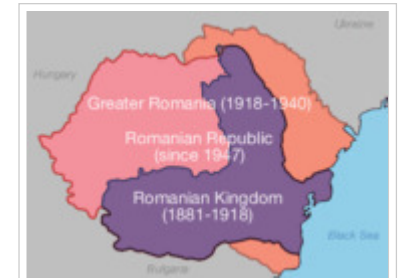 Ukraine
Hungary
Greater Romania (1918-1940)
Romanian Republic
(since 1947)
Romanian Kingdom
(1881-1918)
Black Sea
Bulgaria